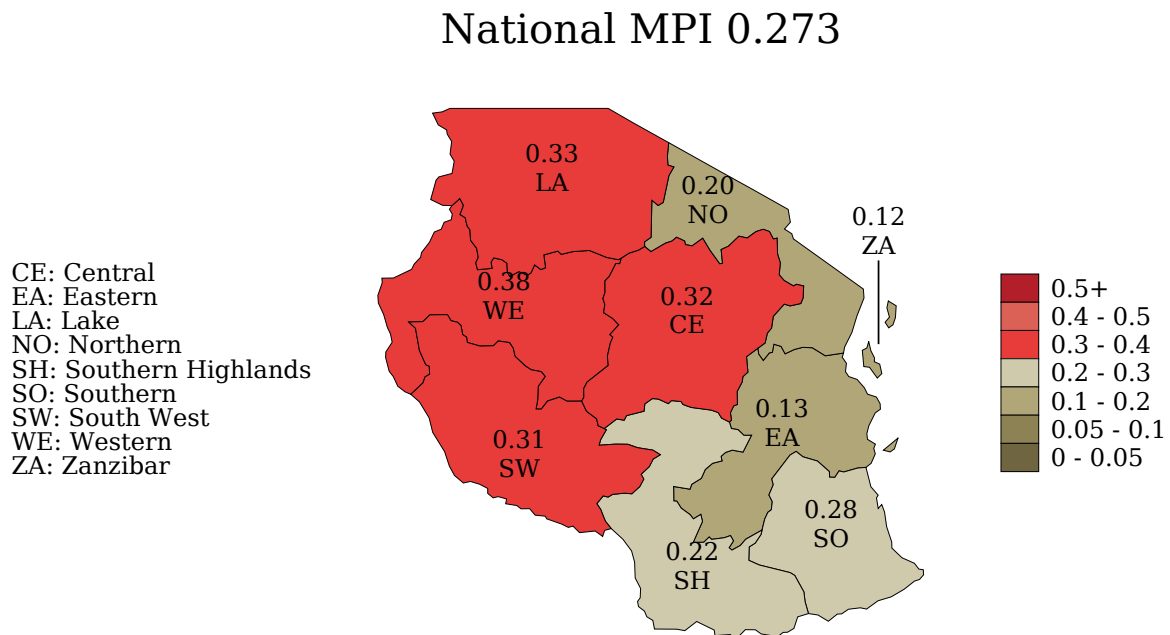 National MPI 0.273
0.33
LA
0.20
NO
0.12
ZA
0.38
WE
0.32
CE
0.13
EA
0.31
SW
0.28
SO
0.22
SH
CE: Central
EA: Eastern
LA: Lake
NO: Northern
SH: Southern Highlands
SO: Southern
SW: South West
WE: Western
ZA: Zanzibar
0.5+
0.4 - 0.5
0.3 - 0.4
0.2 - 0.3
0.1 - 0.2
0.05 - 0.1
0 - 0.05